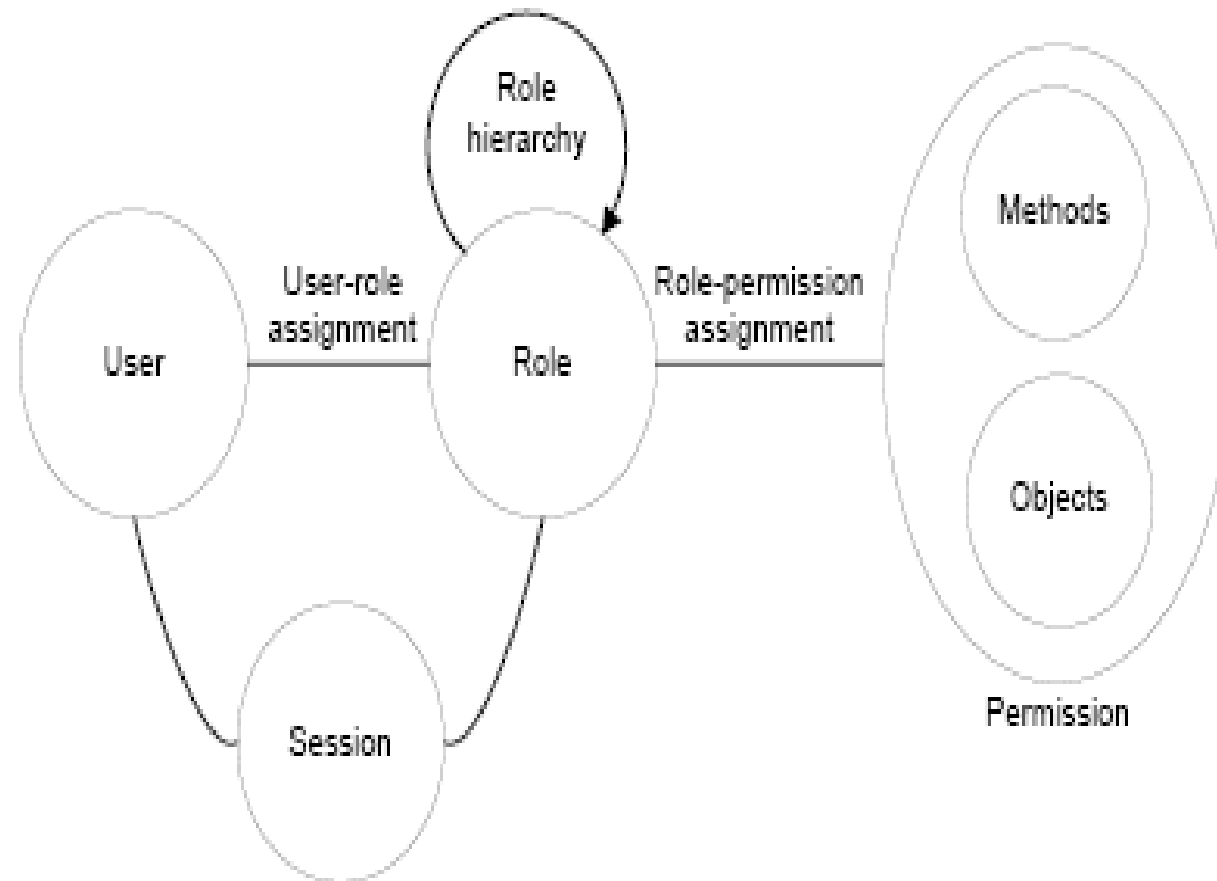 Role
hierarchy
Methods
User-role
assignment
Role-permission
assignment
User
Role
Objects
Permission
Session